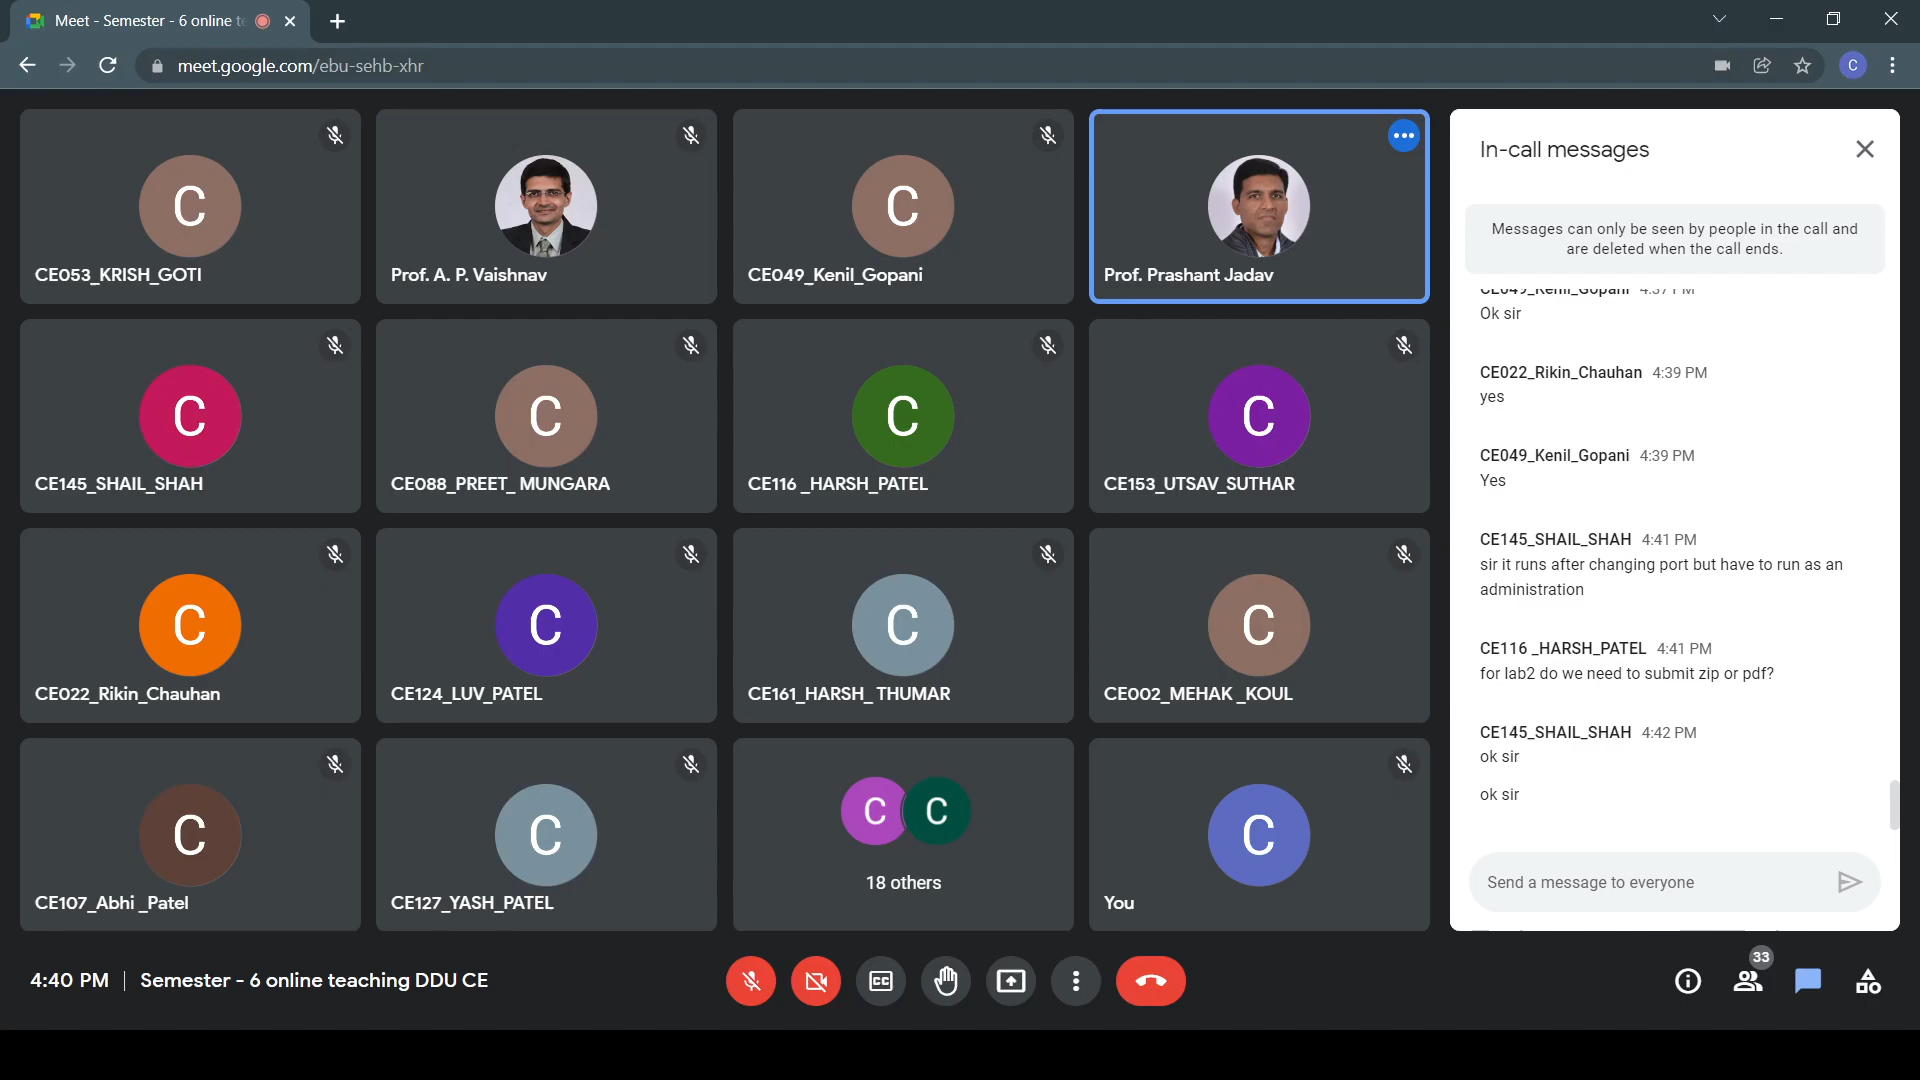 Meet - Semester - 6 online te
meet.google.com/ebu-sehb-xhr
C
C
CE053_KRISH_GOTI
Prof. A. P. Vaishnav
C
CE049_Kenil_Gopani
Prof. Prashant Jadav
C
CE145_SHAIL_SHAH
C
CE088_PREET_ MUNGARA
C
CE116 _HARSH_PATEL
C
CE153_UTSAV_SUTHAR
C
CE022_Rikin_Chauhan
C
CE124_LUV_PATEL
C
CE161_HARSH_ THUMAR
C
CE002_MEHAK _KOUL
C
CE107_Abhi _Patel
C
CE127_YASH_PATEL
C C
18 others
C
You
In-call messages
Messages can only be seen by people in the call and
are deleted when the call ends.
CE049_Kenil_Gopani 4:37 PM
Ok sir
CE022_Rikin_Chauhan 4:39 PM
yes
CE049_Kenil_Gopani 4:39 PM
Yes
CE145_SHAIL_SHAH 4:41 PM
sir it runs after changing port but have to run as an
administration
CE116 _HARSH_PATEL 4:41 PM
for lab2 do we need to submit zip or pdf?
CE145_SHAIL_SHAH 4:42 PM
ok sir
ok sir
Send a message to everyone
4:40 PM | Semester - 6 online teaching DDU CE
33